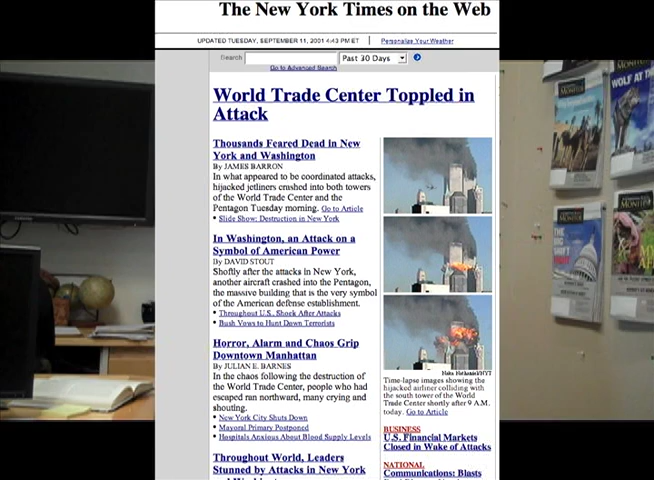 The New York Times on the Web
UPDATED TUESDAY, SEPTEMBER 11, 2001 4:43 PM ET | Personalize Your Weather
Search Past 30 Days
Go to Advanced Search
World Trade Center Toppled in
Attack
Thousands Feared Dead in New
York and Washington
By JAMES BARRON
In what appeared to be coordinated attacks,
hijacked jetliners crashed into both towers
of the World Trade Center and the
Pentagon Tuesday morning. Go to Article
• Slide Show: Destruction in New York
In Washington, an Attack on a
Symbol of American Power
By DAVID STOUT
Shortly after the attacks in New York,
another aircraft crashed into the Pentagon,
the massive building that is the very symbol
of the American defense establishment.
• Throughout U.S., Shock After Attacks
• Bush Vows to Hunt Down Terrorists
Horror, Alarm and Chaos Grip
Downtown Manhattan
By JULIAN E. BARNES
In the chaos following the destruction of
the World Trade Center, people who had
escaped ran northward, many crying and
shouting.
• New York City Shuts Down
• Mayoral Primary Postponed
• Hospitals Anxious About Blood Supply Levels
Throughout World, Leaders
Stunned by Attacks in New York
Time-lapse images showing the
hijacked airliner colliding with
the south tower of the World
Trade Center shortly after 9 A.M.
today. Go to Article
BUSINESS
U.S. Financial Markets
Closed in Wake of Attacks
NATIONAL
Communications: Blasts
MONITOR
WOLF AT
MONITOR
THE
BIG
SHIFT
MONITOR